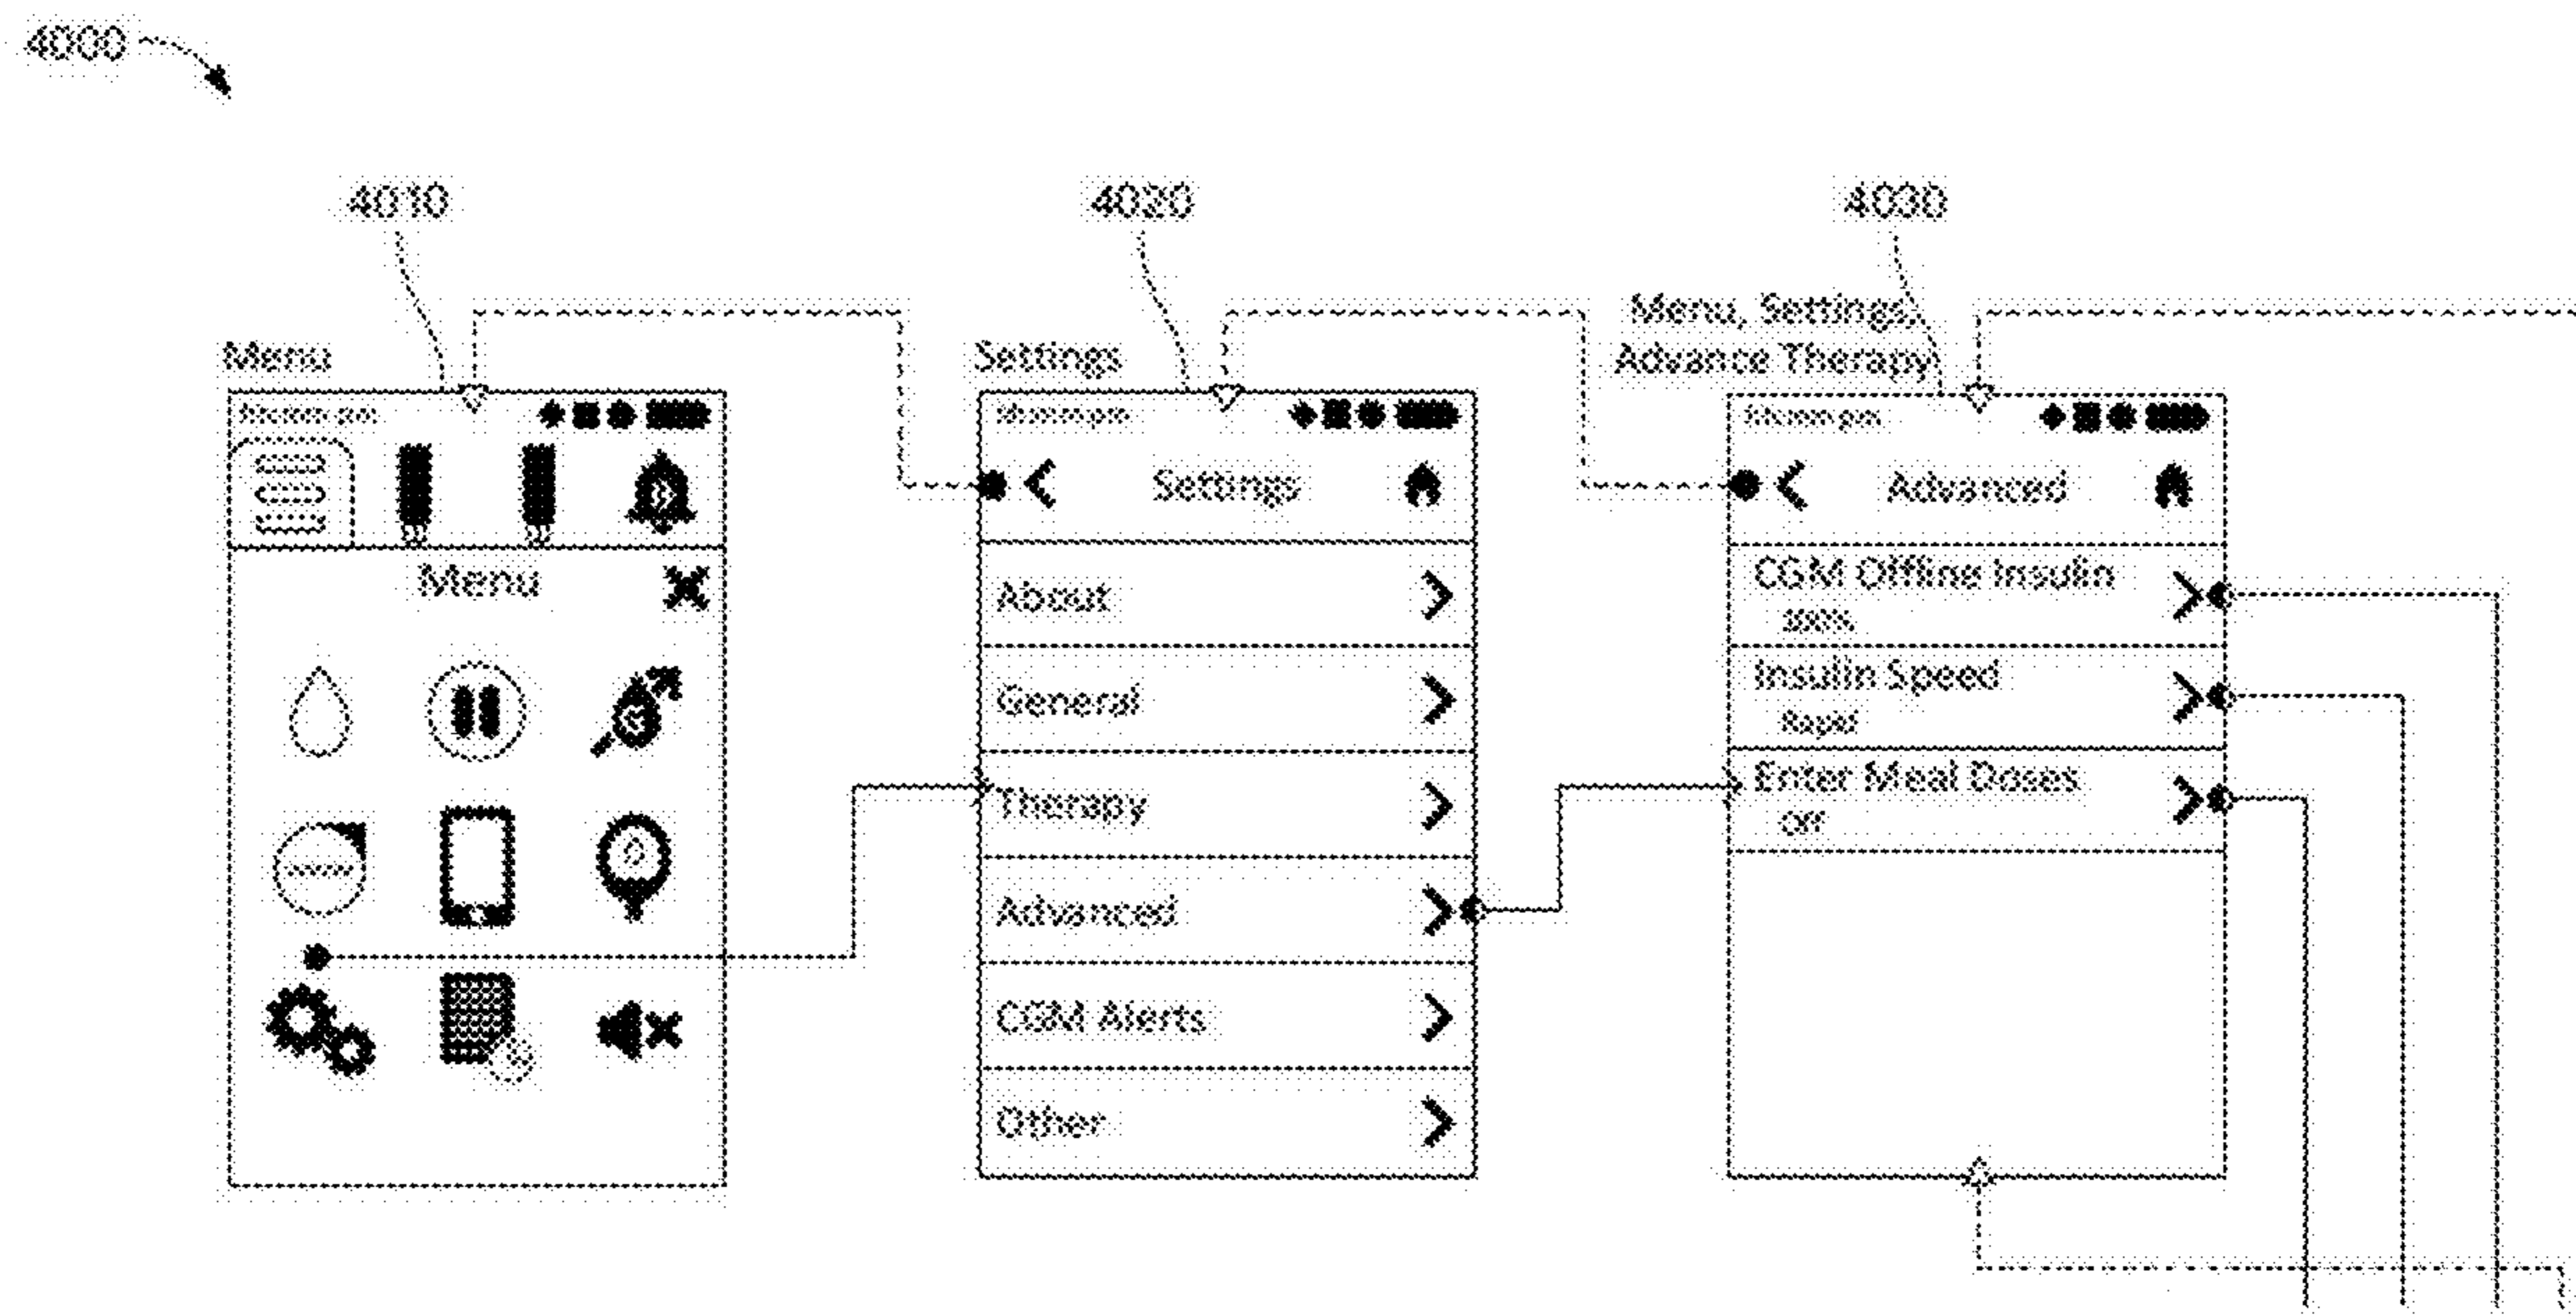 4000
4010
4020
4030
Menu
Settings
Menu, Settings,
Advance Therapy
Menu
Settings
About
General
Therapy
Advanced
CGM Alerts
Other
Advanced
CGM Offline Insulin
Insulin Speed
Rapid
Enter Meal Doses
Off